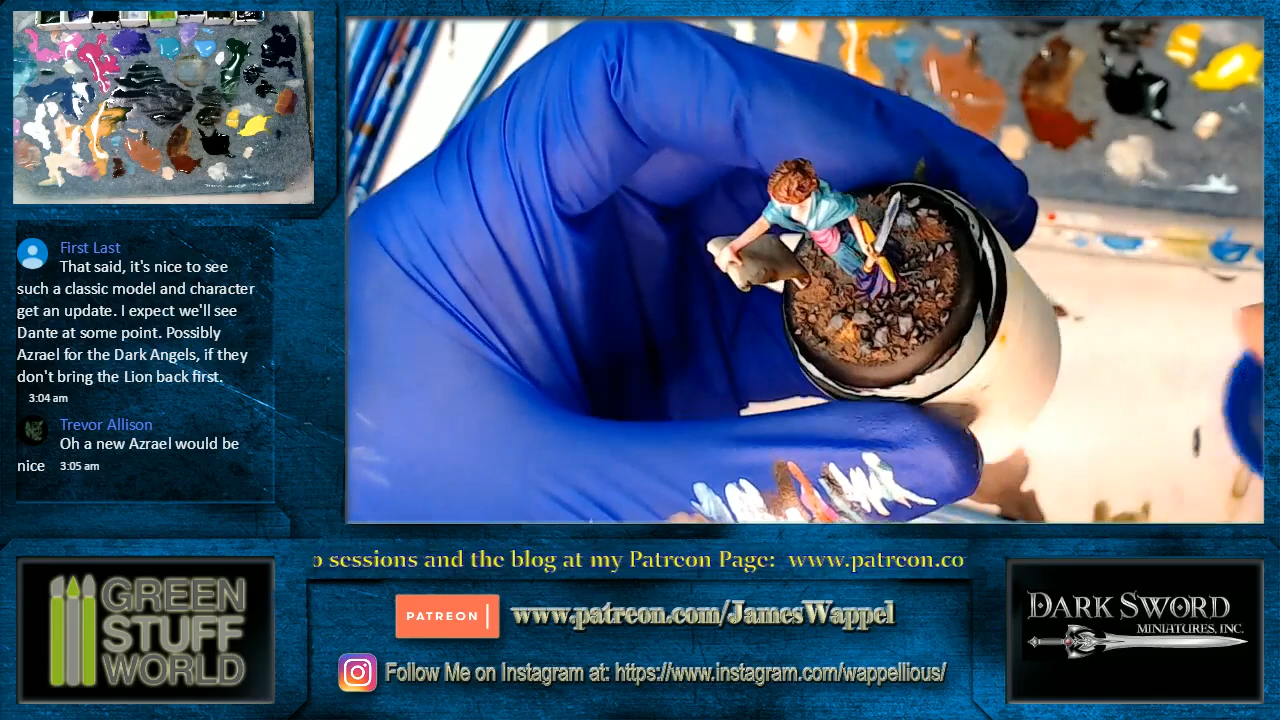 First Last
That said, it's nice to see
such a classic model and character
get an update. I expect we'll see
Dante at some point. Possibly
Azrael for the Dark Angels, if they
don't bring the Lion back first.
3:04 am
Trevor Allison
Oh a new Azrael would be
nice 3:05 am
sessions and the blog at my Patreon Page: www.patreon.co
PATREON
www.patreon.com/JamesWappel
Follow Me on Instagram at: https://www.instagram.com/wappellious/
GREEN
STUFF
WORLD
DARK SWORD
MINIATURES, INC.